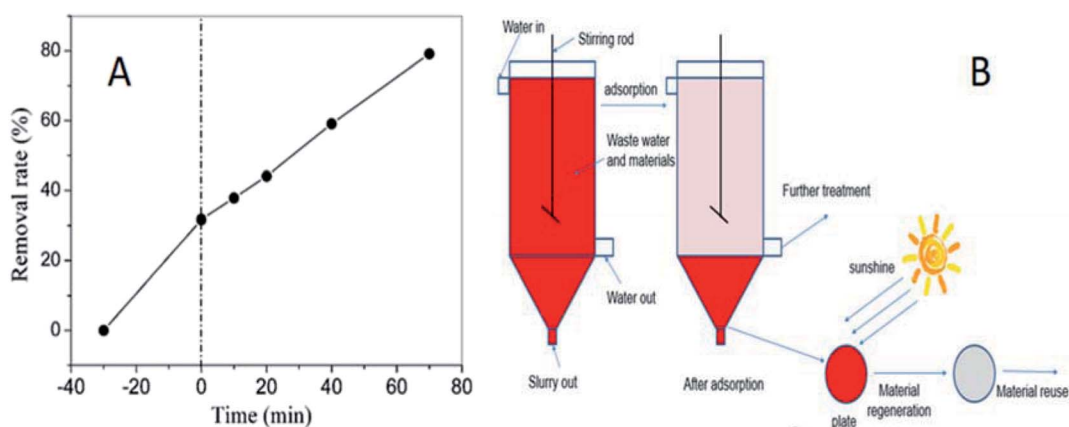 A
Removal rate (%)
80
60
40
20
0
-40
-20
0
20
40
60
80
Time (min)
B
Water in
Stirring rod
adsorption
Waste water
and materials
Further treatment
sunshine
Water out
Slurry out
After adsorption
Material
regeneration
Material reuse
plate